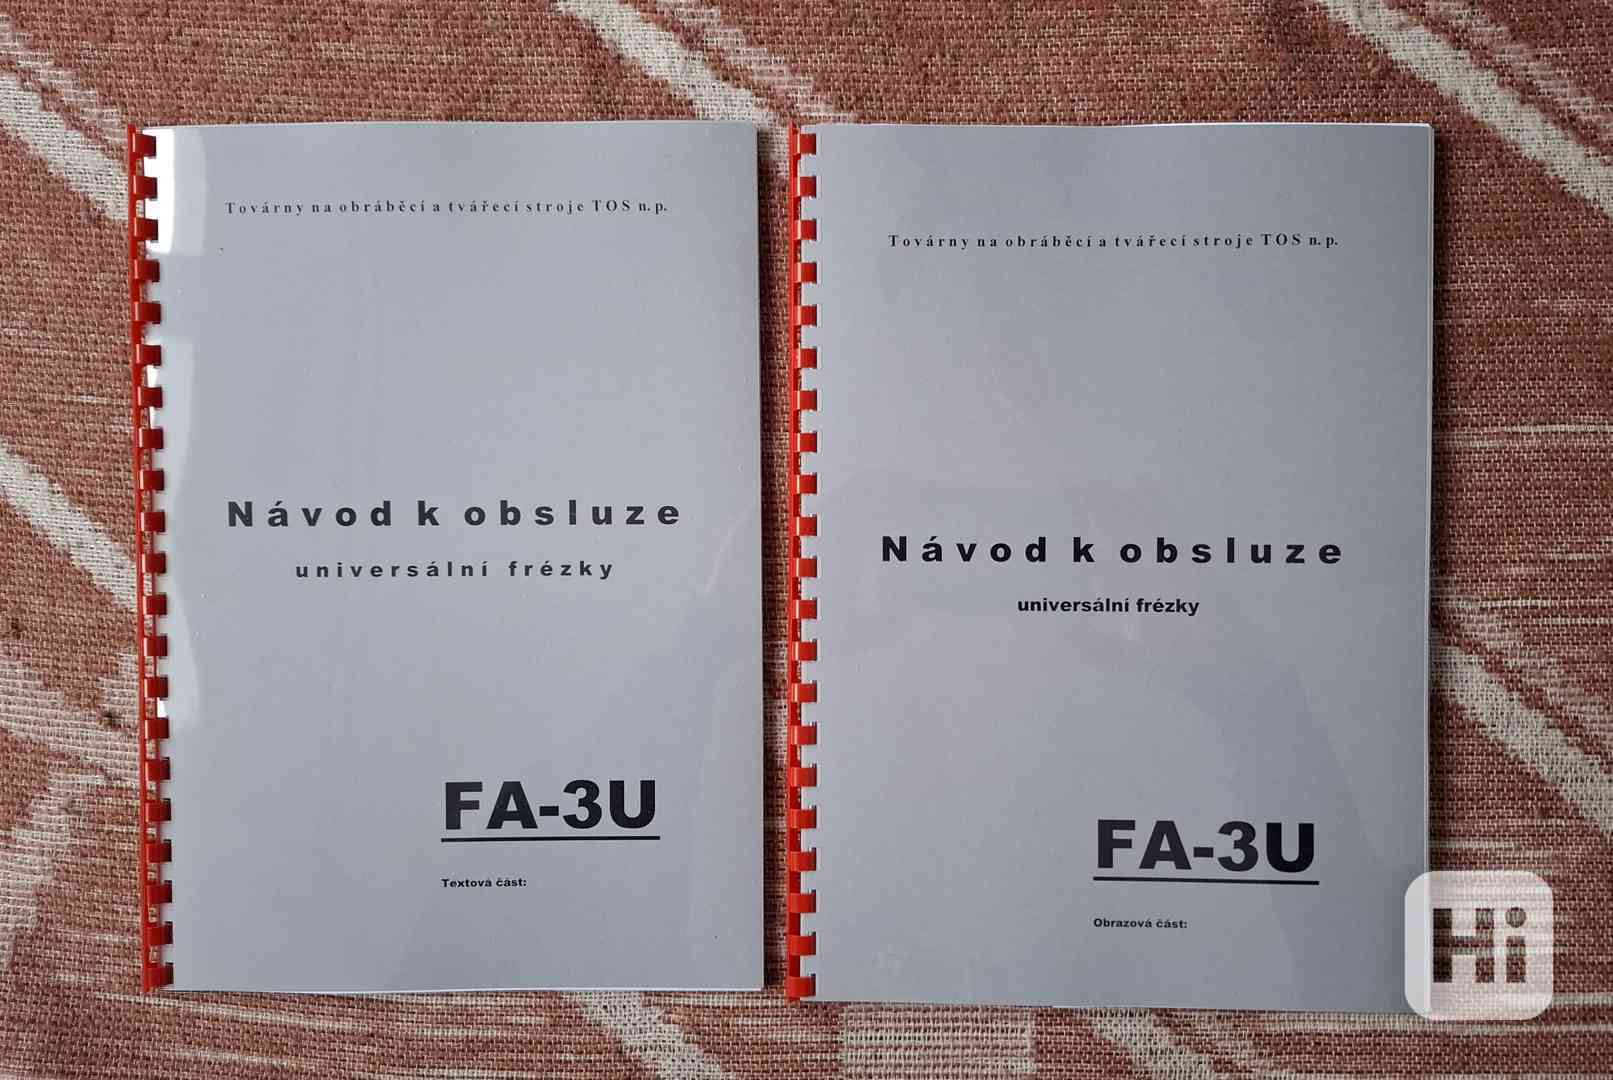 Továrny na obráběcí a tvářecí stroje TOS n. p.
Návod k obsluze
universální frézky
FA-3U
Textová část:
Továrny na obráběcí a tvářecí stroje TOS n. p.
Návod k obsluze
universální frézky
FA-3U
Obrazová část:
Hi